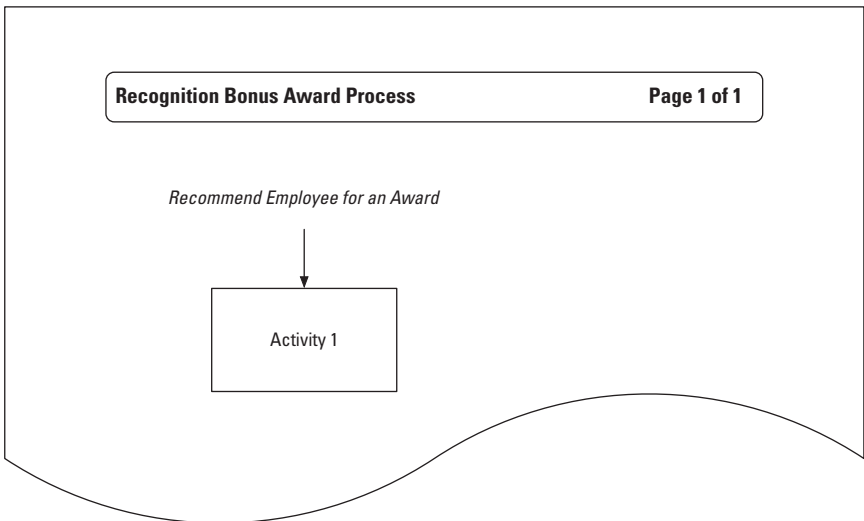 Recognition Bonus Award Process Page 1 of 1
Recommend Employee for an Award
Activity 1